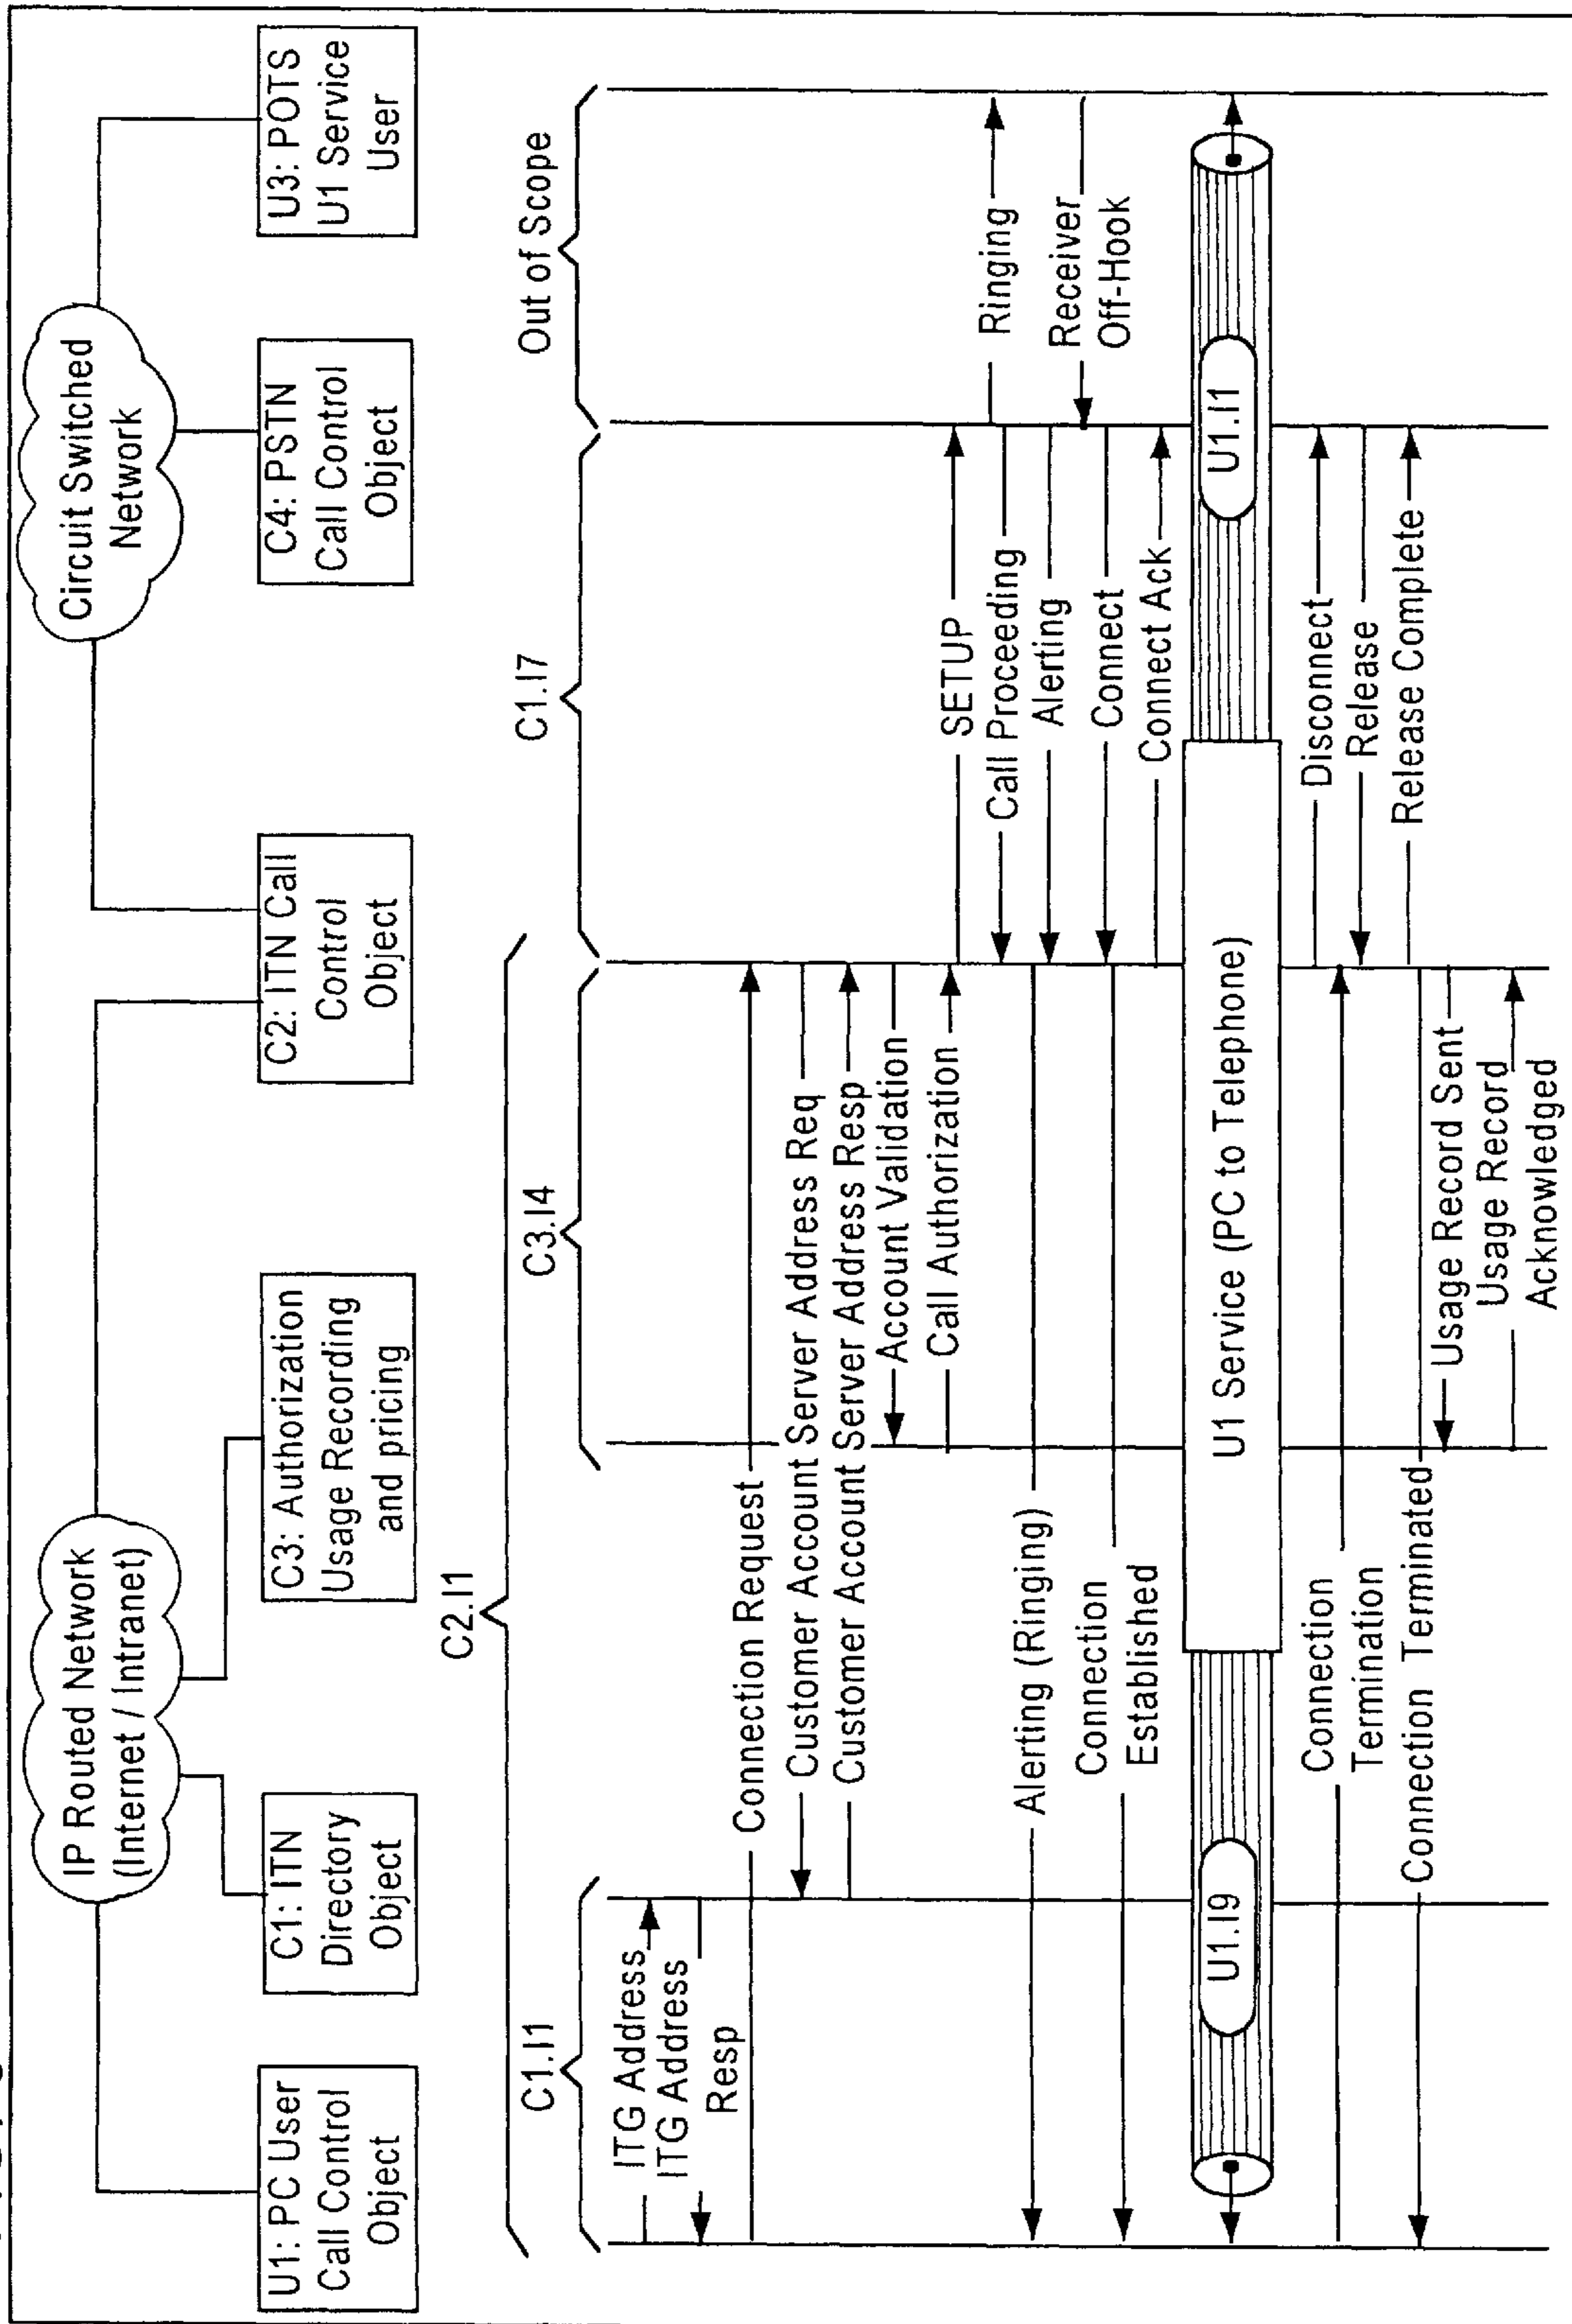 IP Routed Network
(Internet / Intranet)
Circuit Switched
Network
U1: PC User
Call Control
Object
C1: ITN
Directory
Object
C3: Authorization
Usage Recording
and pricing
C2: ITN Call
Control
Object
C4: PSTN
Call Control
Object
U3: POTS
U1 Service
User
C2.I1
C1.I1
C3.I4
C1.I7
Out of Scope
ITG Address
ITG Address
Resp
Connection Request
Customer Account Server Address Req
Customer Account Server Address Resp
Account Validation
Call Authorization
SETUP
Call Proceeding
Ringing
Alerting
Alerting (Ringing)
Receiver
Off-Hook
Connect
Connection
Established
Connect Ack
U1.I9
U1 Service (PC to Telephone)
U1.I1
Connection
Termination
Disconnect
Release
Release Complete
Connection Terminated
Usage Record Sent
Usage Record
Acknowledged